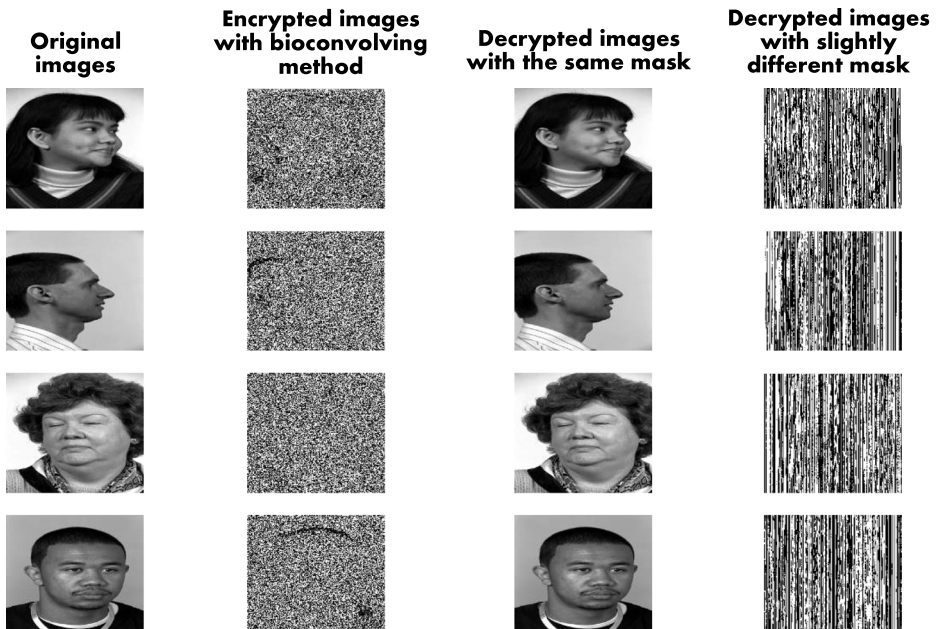 Original
images
Encrypted images
with bioconvolving
method
Decrypted images
with the same mask
Decrypted images
with slightly
different mask